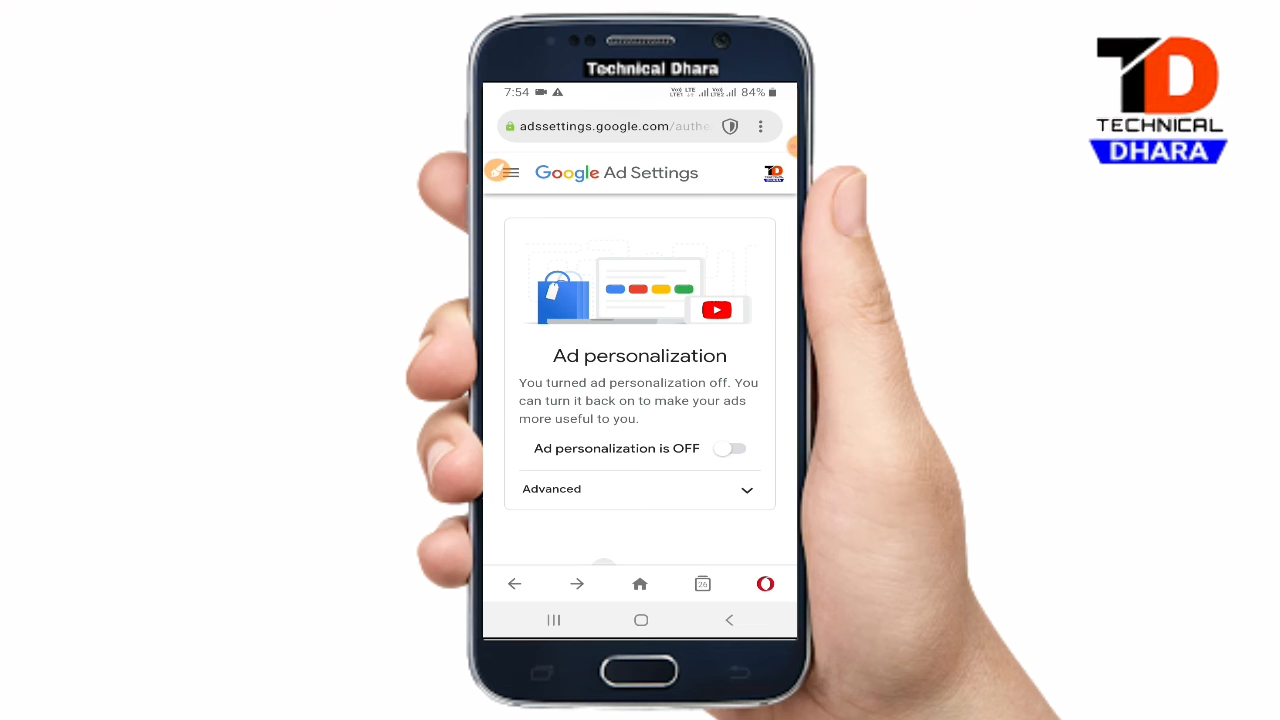 Technical Dhara
7:54
84%
adssettings.google.com/authe
Google Ad Settings
TD
TECHNICAL
DHARA
Ad personalization
You turned ad personalization off. You
can turn it back on to make your ads
more useful to you.
Ad personalization is OFF
Advanced
26